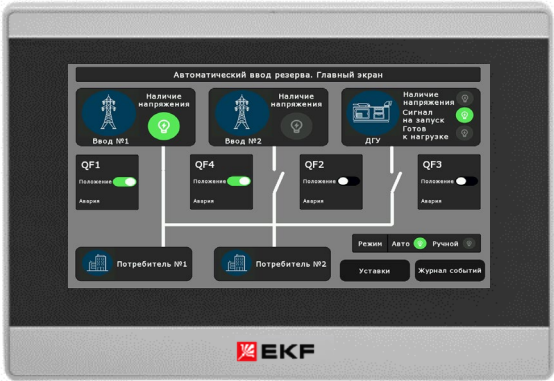 Автоматический ввод резерва. Главный экран
Наличие
напряжения
Ввод №1
Наличие
напряжения
Ввод №2
Наличие
напряжения
Сигнал
на запуск
Готов
к нагрузке
ДГУ
QF1
Положение
Авария
QF4
Положение
Авария
QF2
Положение
Авария
QF3
Положение
Авария
Режим Авто Ручной
Потребитель №1
Потребитель №2
Уставки
Журнал событий
EKF